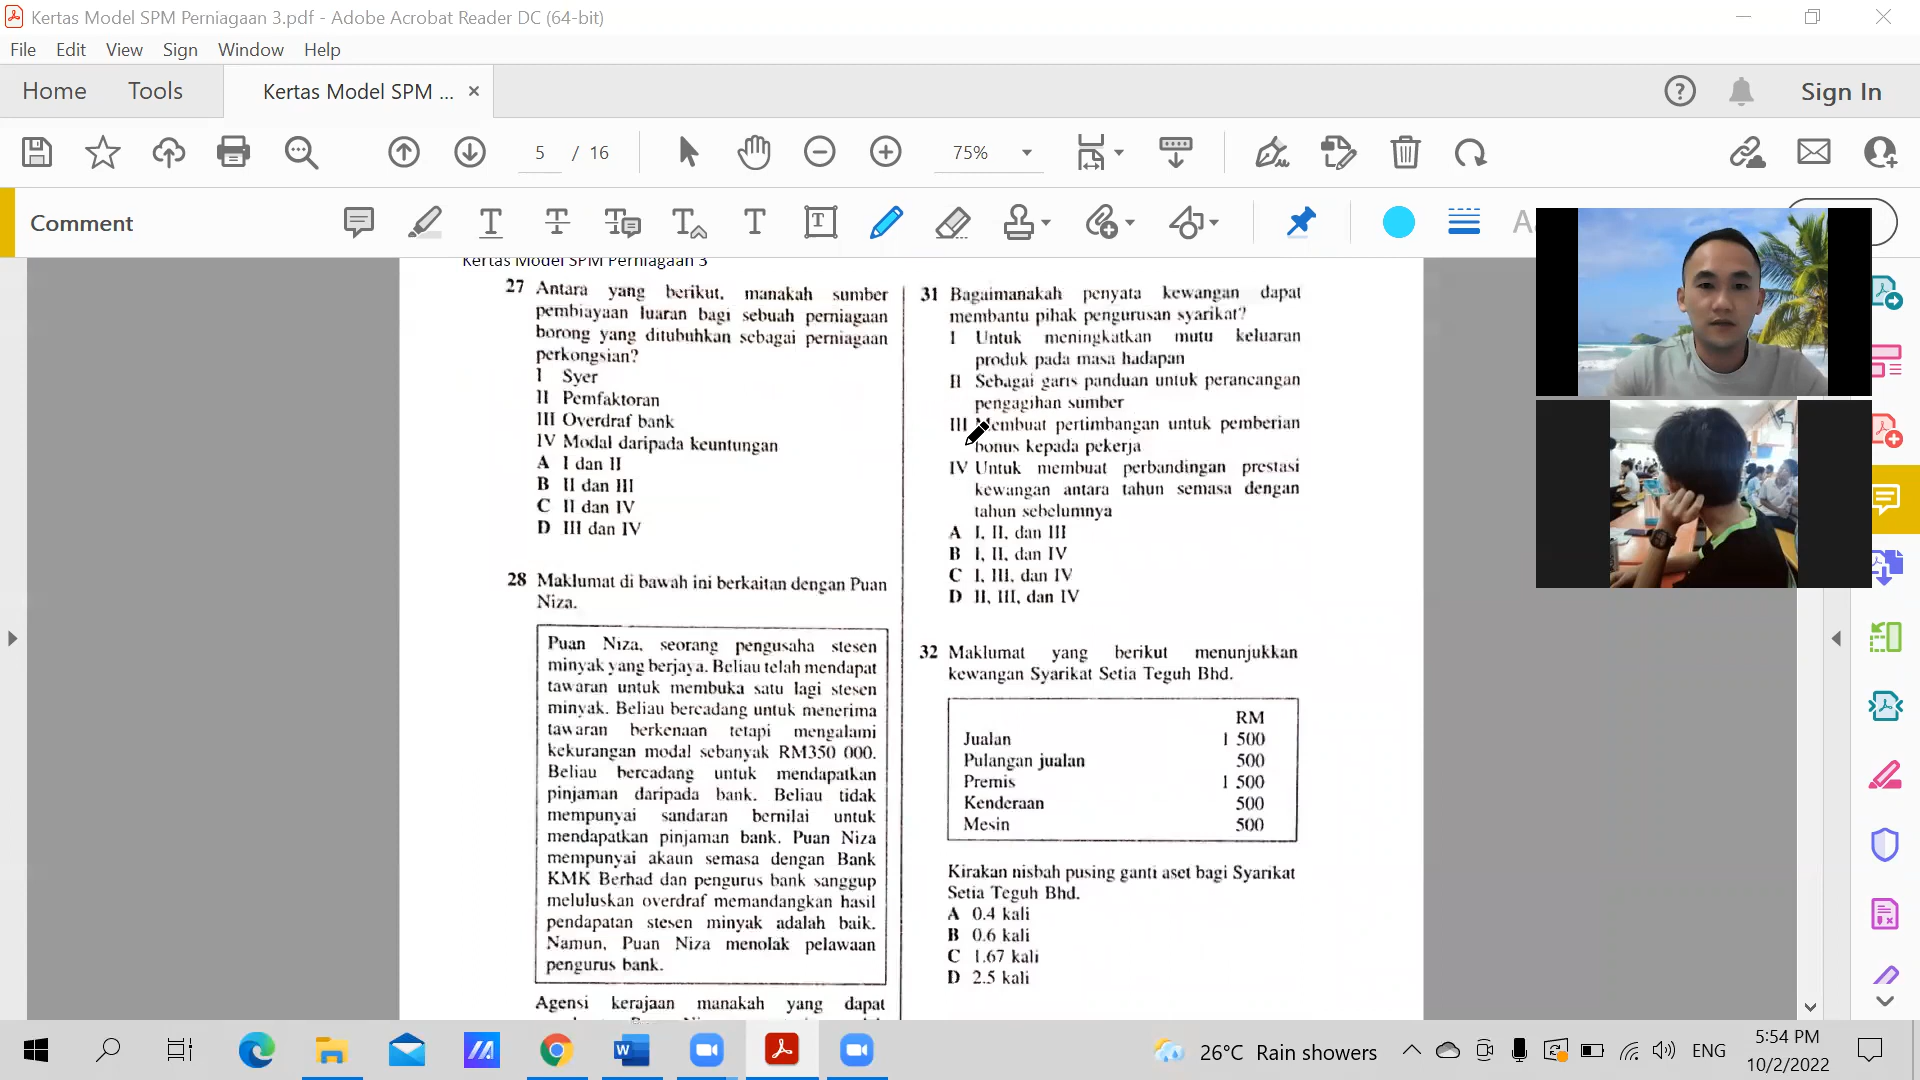 Kertas Model SPM Perniagaan 3.pdf - Adobe Acrobat Reader DC (64-bit)
File Edit View Sign Window Help
Home Tools Kertas Model SPM ... × Sign In
5 / 16 75%
Comment
Kertas Model SPM Perniagaan 3
27 Antara yang berikut, manakah sumber
pembiayaan luaran bagi sebuah perniagaan
borong yang ditubuhkan sebagai perniagaan
perkongsian?
I Syer
II Pemfaktoran
III Overdraf bank
IV Modal daripada keuntungan
A I dan II
B II dan III
C II dan IV
D III dan IV
28 Maklumat di bawah ini berkaitan dengan Puan
Niza.
Puan Niza, seorang pengusaha stesen
minyak yang berjaya. Beliau telah mendapat
tawaran untuk membuka satu lagi stesen
minyak. Beliau bercadang untuk menerima
tawaran berkenaan tetapi mengalami
kekurangan modal sebanyak RM350 000.
Beliau bercadang untuk mendapatkan
pinjaman daripada bank. Beliau tidak
mempunyai sandaran bernilai untuk
mendapatkan pinjaman bank. Puan Niza
mempunyai akaun semasa dengan Bank
KMK Berhad dan pengurus bank sanggup
meluluskan overdraf memandangkan hasil
pendapatan stesen minyak adalah baik.
Namun, Puan Niza menolak pelawaan
pengurus bank.
Agensi kerajaan manakah yang dapat
31 Bagaimanakah penyata kewangan dapat
membantu pihak pengurusan syarikat?
I Untuk meningkatkan mutu keluaran
produk pada masa hadapan
II Sebagai garis panduan untuk perancangan
pengagihan sumber
III Membuat pertimbangan untuk pemberian
bonus kepada pekerja
IV Untuk membuat perbandingan prestasi
kewangan antara tahun semasa dengan
tahun sebelumnya
A I, II, dan III
B I, II, dan IV
C I, III, dan IV
D II, III, dan IV
32 Maklumat yang berikut menunjukkan
kewangan Syarikat Setia Teguh Bhd.
RM
Jualan 1 500
Pulangan jualan 500
Premis 1 500
Kenderaan 500
Mesin 500
Kirakan nisbah pusing ganti aset bagi Syarikat
Setia Teguh Bhd.
A 0.4 kali
B 0.6 kali
C 1.67 kali
D 2.5 kali
26°C Rain showers ENG
5:54 PM
10/2/2022